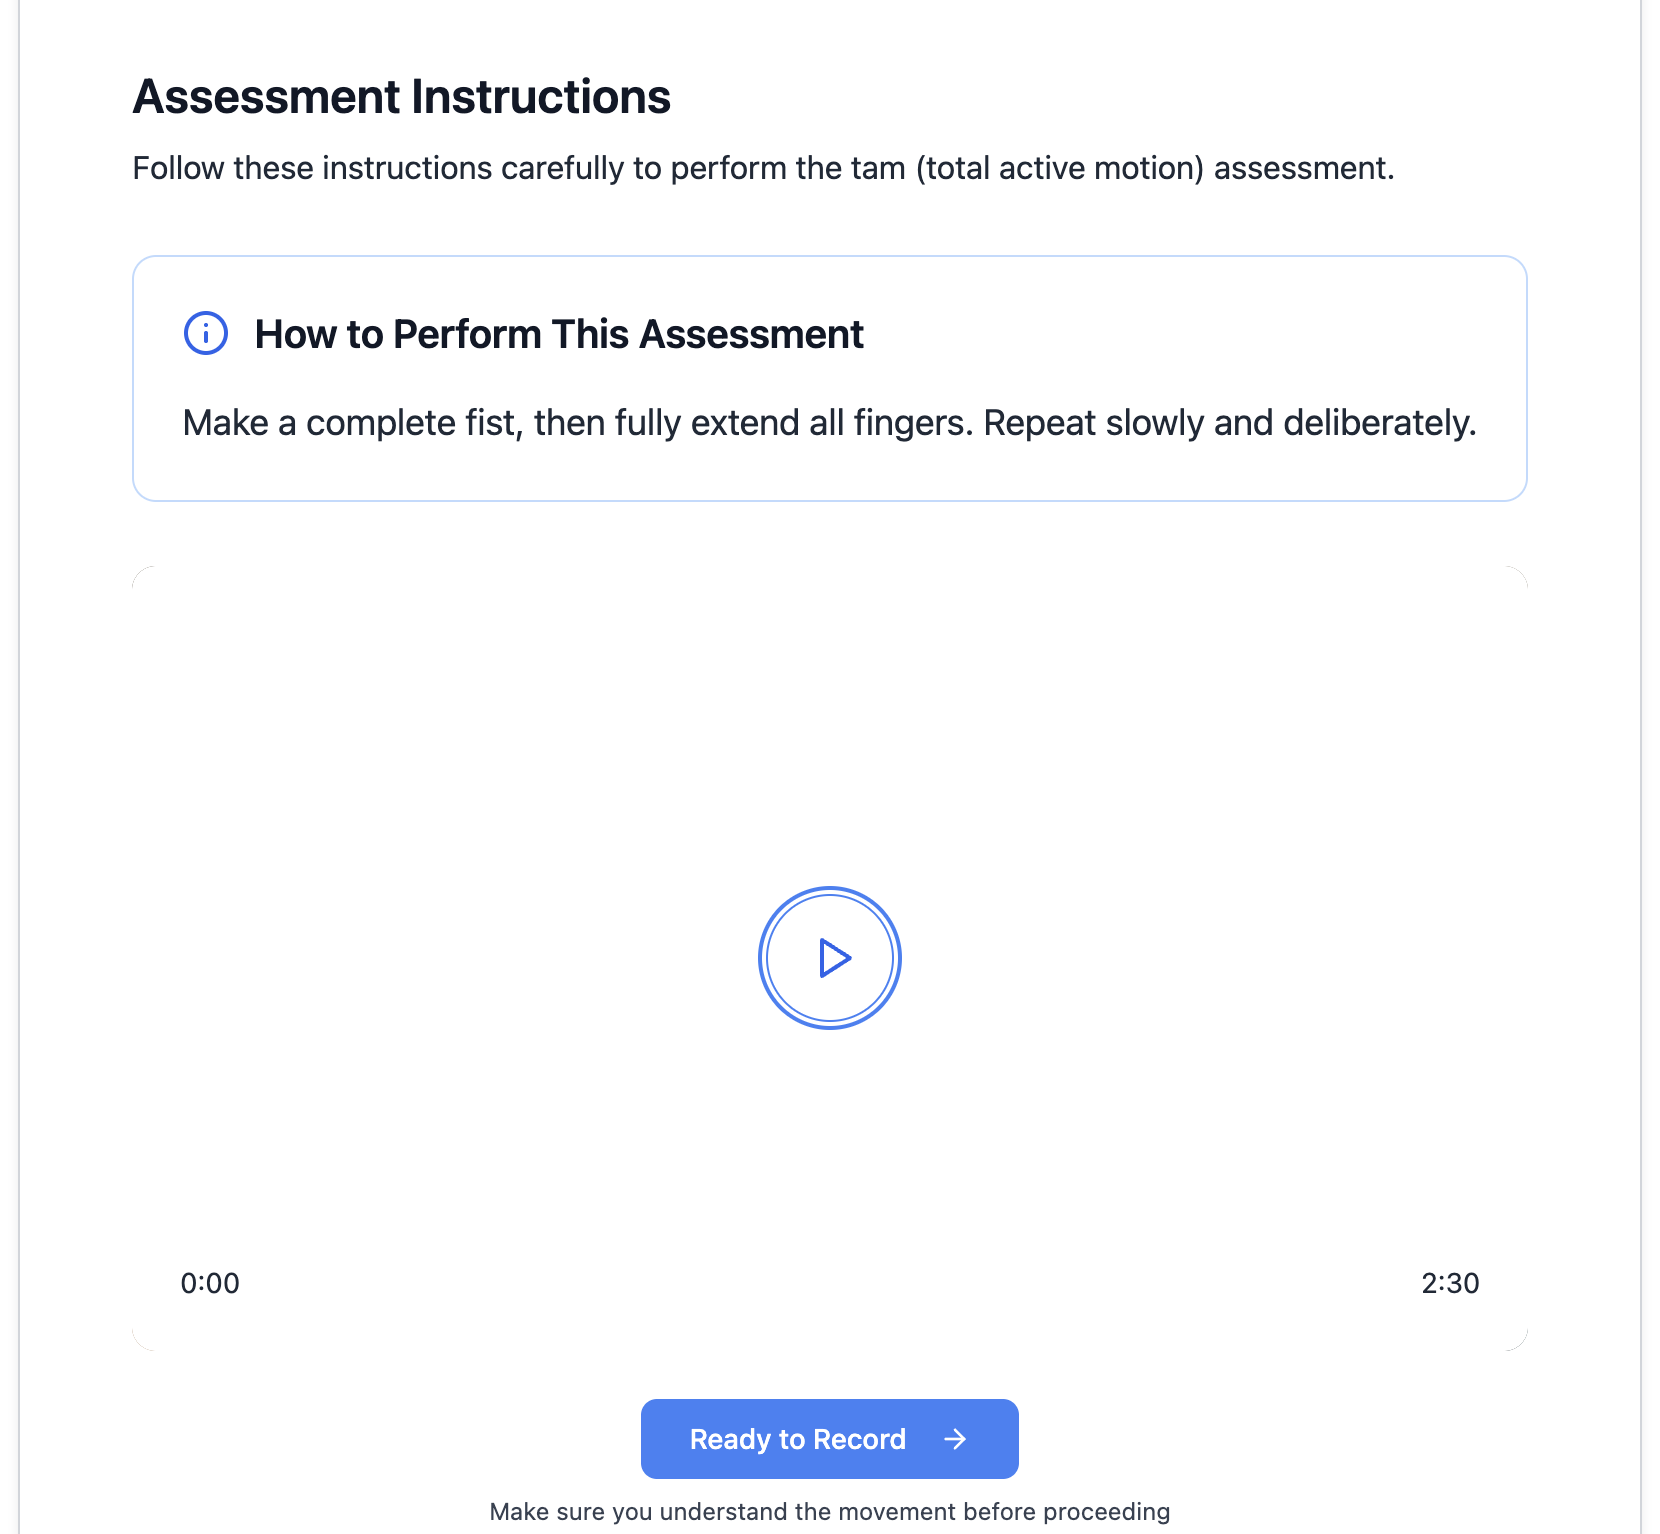 Assessment Instructions
Follow these instructions carefully to perform the tam (total active motion) assessment.
How to Perform This Assessment
Make a complete fist, then fully extend all fingers. Repeat slowly and deliberately.
0:00
2:30
Ready to Record
Make sure you understand the movement before proceeding